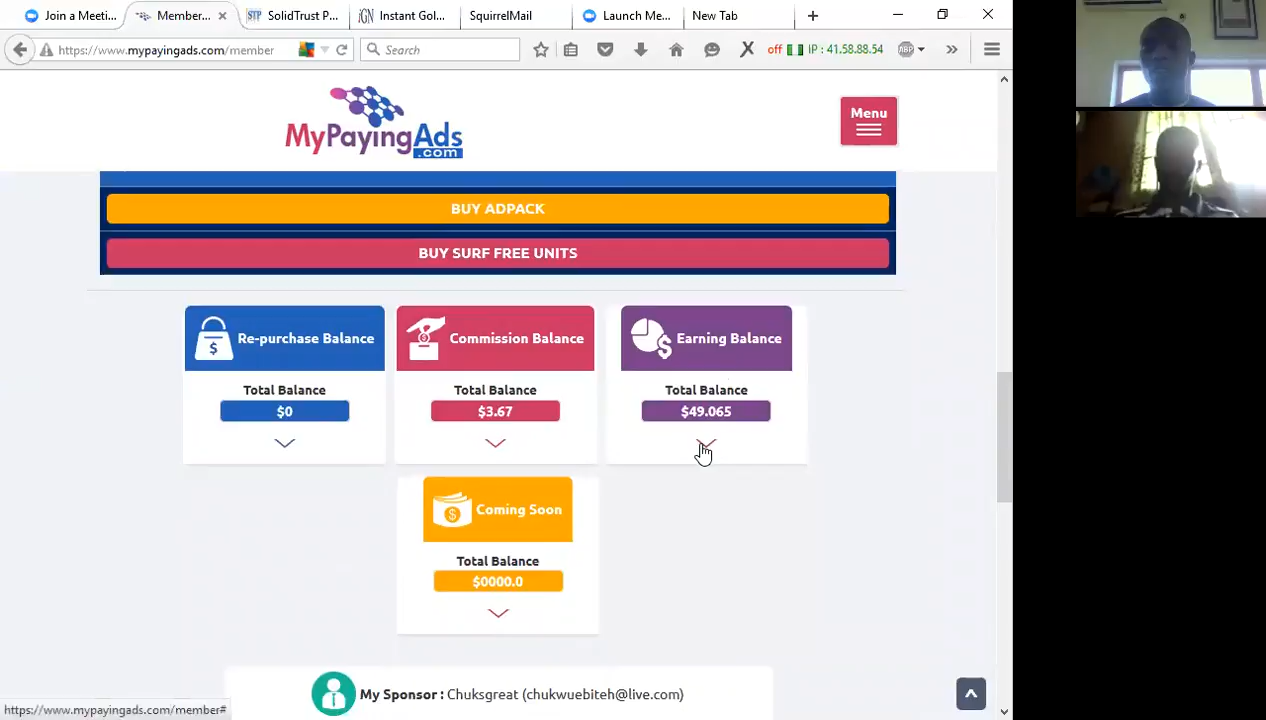 Join a Meeti...
Member...
STP
SolidTrust P...
iGN
Instant Gol...
SquirrelMail
Launch Me...
New Tab
https://www.mypayingads.com/member
Search
off
IP : 41.58.88.54
ABP
MyPayingAds
.com
Menu
BUY ADPACK
BUY SURF FREE UNITS
Re-purchase Balance
Total Balance
$0
Commission Balance
Total Balance
$3.67
Earning Balance
Total Balance
$49.065
Coming Soon
Total Balance
$0000.0
My Sponsor : Chuksgreat (chukwuebiteh@live.com)
https://www.mypayingads.com/member#